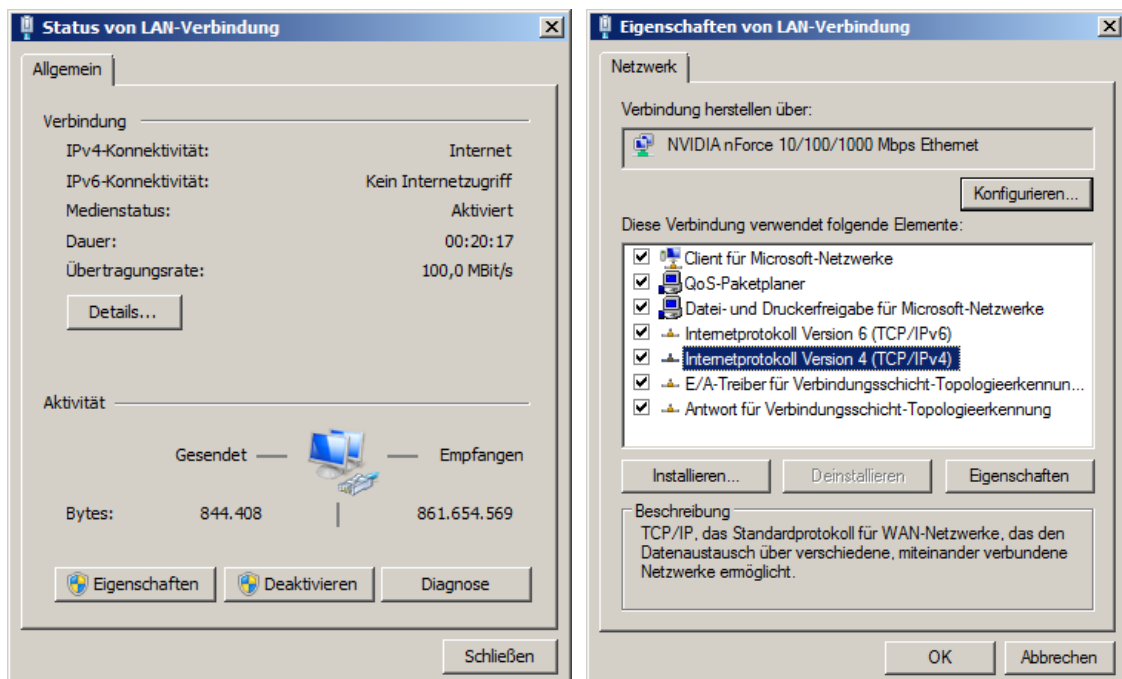 Status von LAN-Verbindung
Allgemein
Verbindung
IPv4-Konnektivität: Internet
IPv6-Konnektivität: Kein Internetzugriff
Medienstatus: Aktiviert
Dauer: 00:20:17
Übertragungsrate: 100,0 MBit/s
Details...
Aktivität
Gesendet Empfangen
Bytes: 844.408 861.654.569
Eigenschaften Deaktivieren Diagnose
Schließen
Eigenschaften von LAN-Verbindung
Netzwerk
Verbindung herstellen über:
NVIDIA nForce 10/100/1000 Mbps Ethernet
Konfigurieren...
Diese Verbindung verwendet folgende Elemente:
Client für Microsoft-Netzwerke
QoS-Paketplaner
Datei- und Druckerfreigabe für Microsoft-Netzwerke
Internetprotokoll Version 6 (TCP/IPv6)
Internetprotokoll Version 4 (TCP/IPv4)
E/A-Treiber für Verbindungsschicht-Topologieerkennun...
Antwort für Verbindungsschicht-Topologieerkennung
Installieren... Deinstallieren Eigenschaften
Beschreibung
TCP/IP, das Standardprotokoll für WAN-Netzwerke, das den
Datenaustausch über verschiedene, miteinander verbundene
Netzwerke ermöglicht.
OK Abbrechen